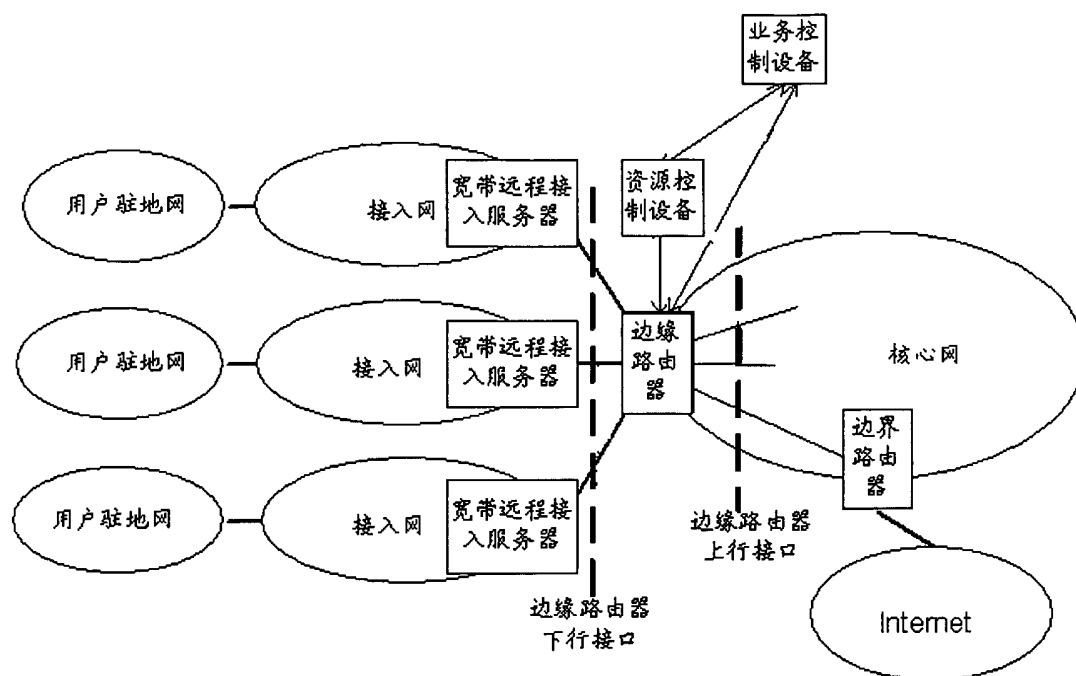 业务控
制设备
用户驻地网
接入网
宽带远程接
入服务器
资源控
制设备
用户驻地网
接入网
宽带远程接
入服务器
边缘
路由
器
核心网
用户驻地网
接入网
宽带远程接
入服务器
边界
路由
器
边缘路由器
上行接口
边缘路由器
下行接口
Internet